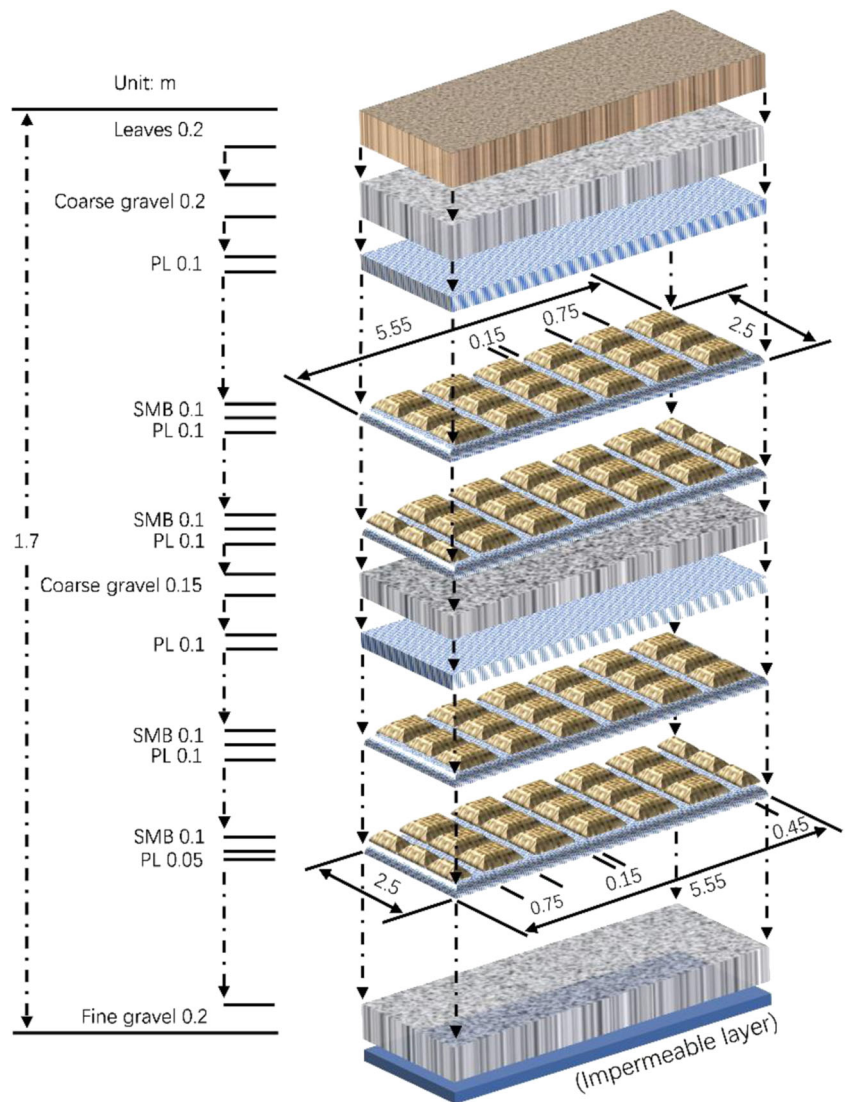 Unit: m
Leaves 0.2
Coarse gravel 0.2
PL 0.1
5.55
0.15
0.75
2.5
SMB 0.1
PL 0.1
SMB 0.1
PL 0.1
1.7
Coarse gravel 0.15
PL 0.1
SMB 0.1
PL 0.1
SMB 0.1
PL 0.05
0.45
2.5
0.15
0.75
5.55
Fine gravel 0.2
(Impermeable layer)